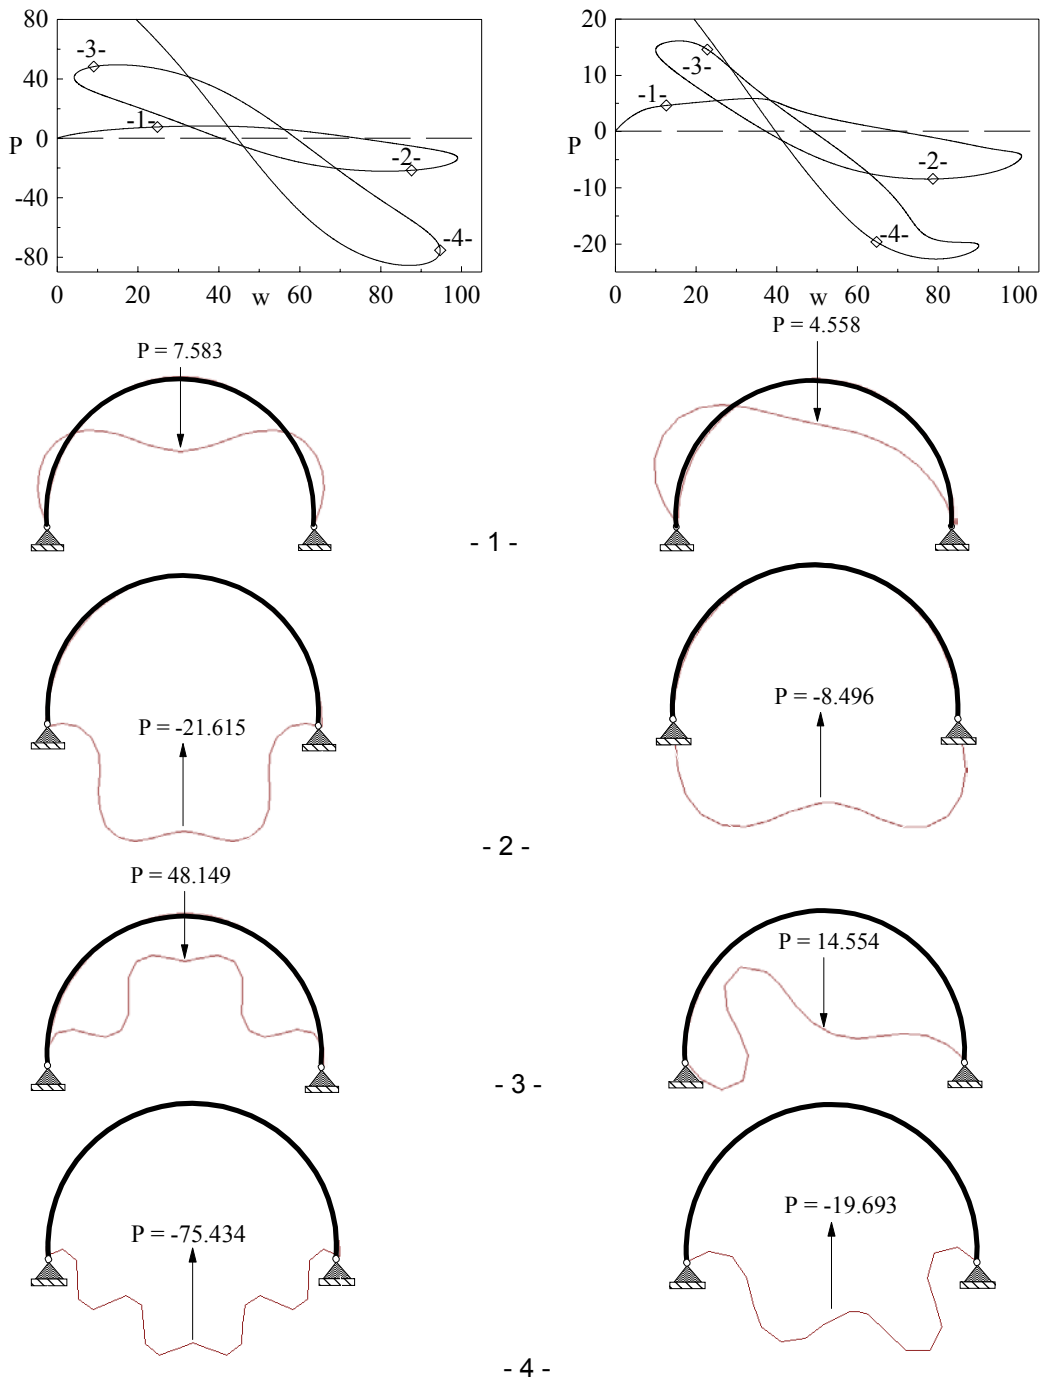 80
40
0
-40
-80
P
-3-
-1-
-2-
-4-
0
20
40
w
60
80
100
20
10
0
-10
-20
P
-1-
-3-
-2-
-4-
0
20
40
w
60
80
100
P = 7.583
P = 4.558
- 1 -
P = -21.615
P = -8.496
- 2 -
P = 48.149
P = 14.554
- 3 -
P = -75.434
P = -19.693
- 4 -